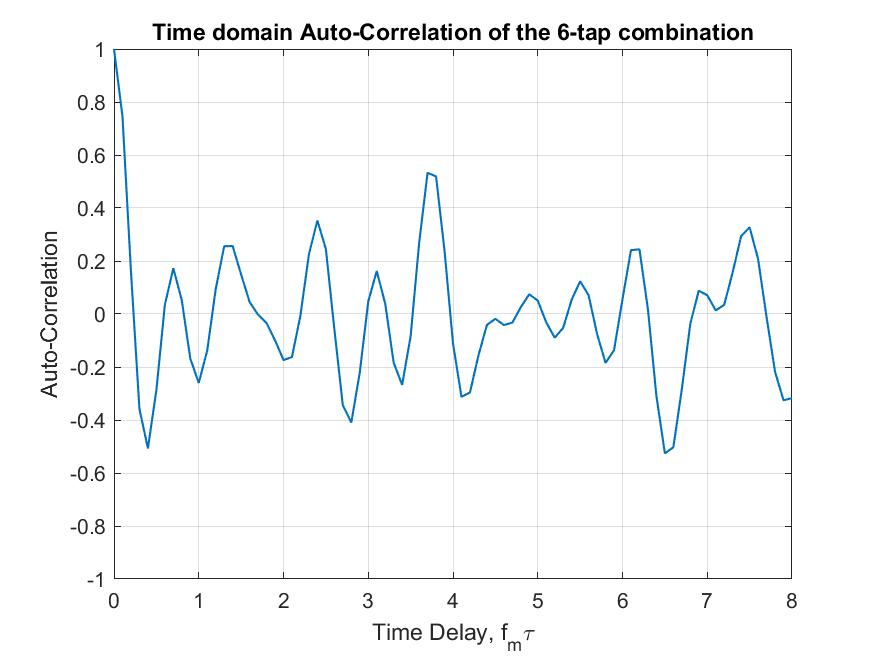 Time domain Auto-Correlation of the 6-tap combination
1
0.8
0.6
0.4
0.2
0
-0.2
-0.4
-0.6
-0.8
-1
Auto-Correlation
0 1 2 3 4 5 6 7 8
Time Delay, fmτ